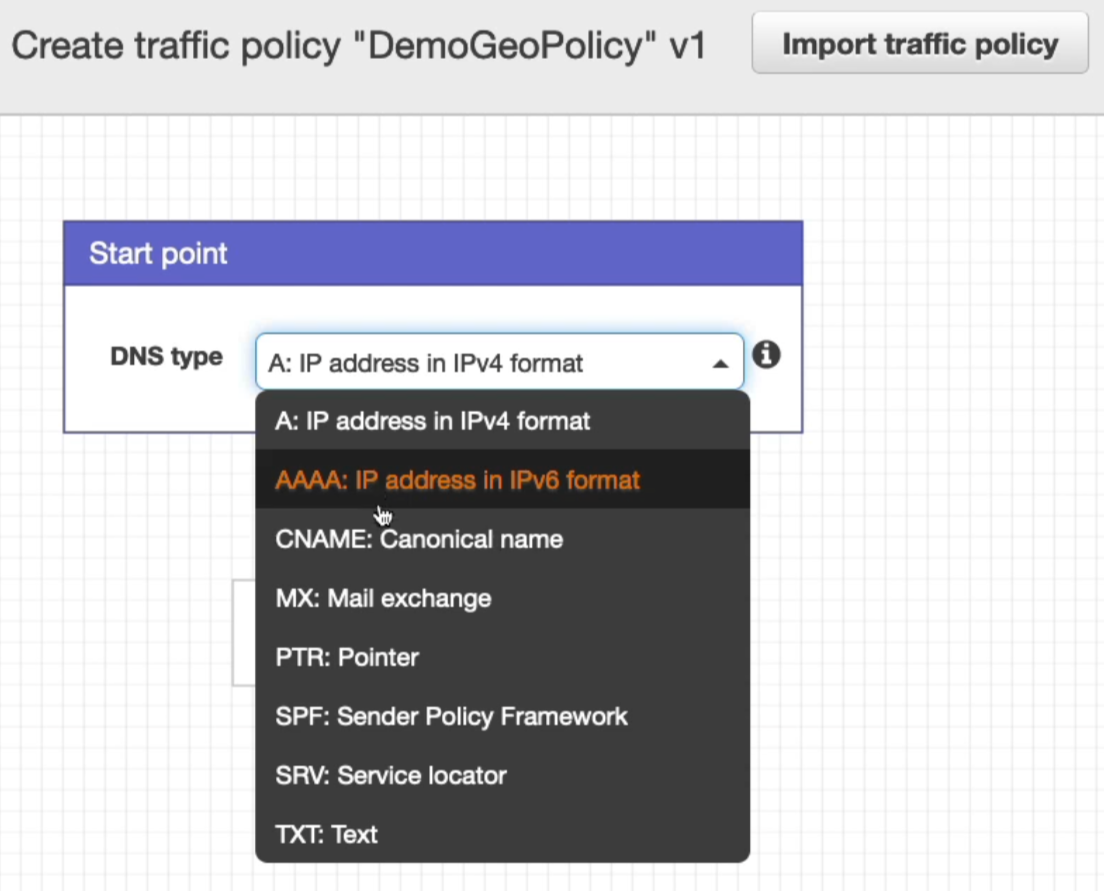 Create traffic policy "DemoGeoPolicy" v1
Import traffic policy
Start point
DNS type
A: IP address in IPv4 format
A: IP address in IPv4 format
AAAA: IP address in IPv6 format
CNAME: Canonical name
MX: Mail exchange
PTR: Pointer
SPF: Sender Policy Framework
SRV: Service locator
TXT: Text